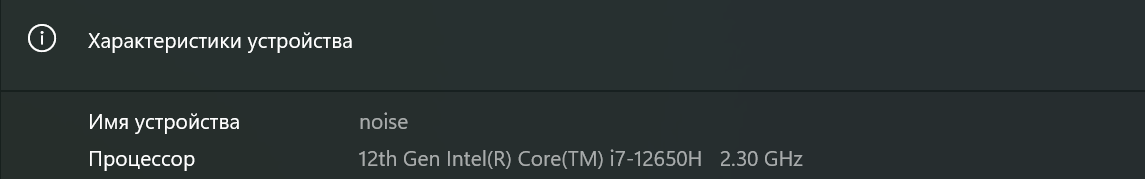 Характеристики устройства
Имя устройства noise
Процессор 12th Gen Intel(R) Core(TM) i7-12650H 2.30 GHz